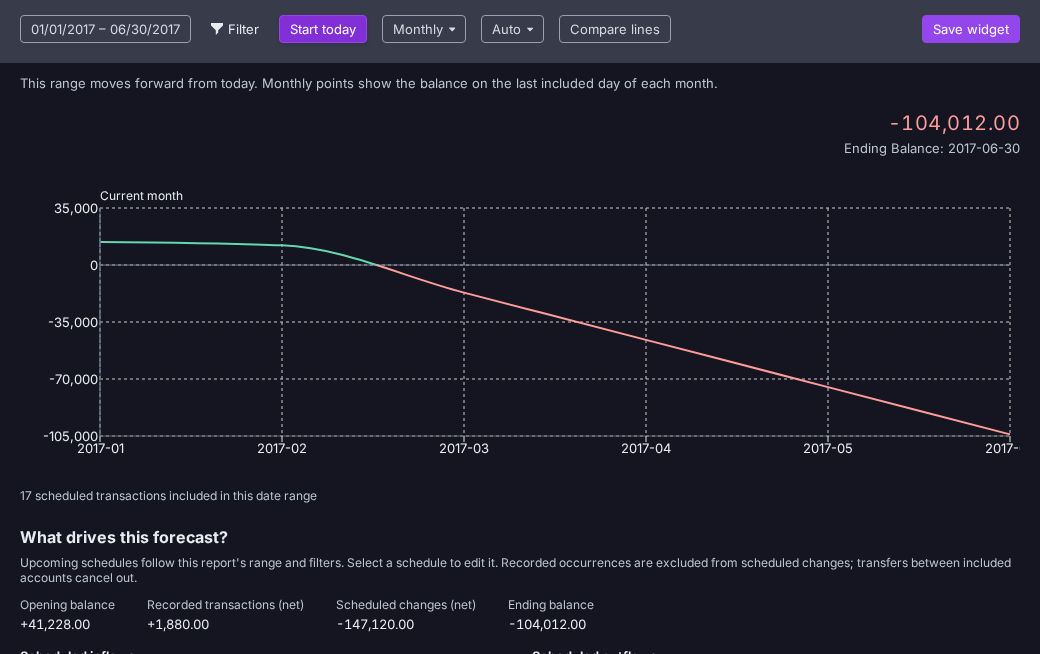 01/01/2017 – 06/30/2017 Filter Start today Monthly Auto Compare lines Save widget
This range moves forward from today. Monthly points show the balance on the last included day of each month.
-104,012.00
Ending Balance: 2017-06-30
Current month
35,000
0
-35,000
-70,000
-105,000
2017-01 2017-02 2017-03 2017-04 2017-05 2017-
17 scheduled transactions included in this date range
What drives this forecast?
Upcoming schedules follow this report's range and filters. Select a schedule to edit it. Recorded occurrences are excluded from scheduled changes; transfers between included
accounts cancel out.
Opening balance Recorded transactions (net) Scheduled changes (net) Ending balance
+41,228.00 +1,880.00 -147,120.00 -104,012.00